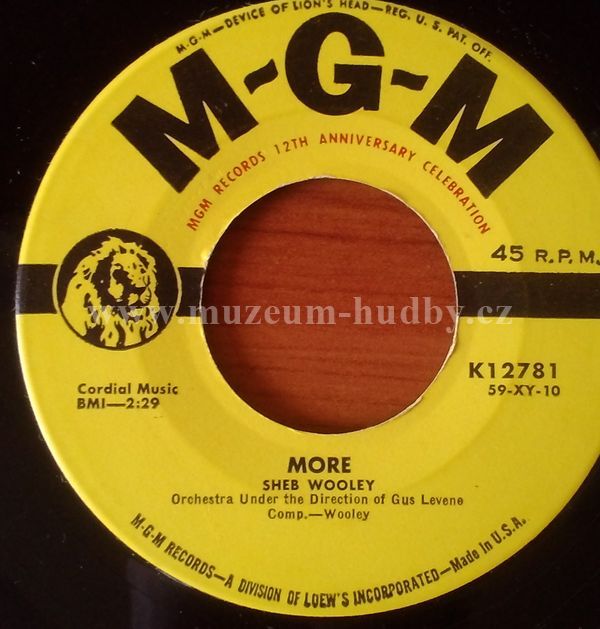 M-G-M—DEVICE OF LION'S HEAD—REG. U. S. PAT. OFF.
M-G-M
MGM RECORDS 12TH ANNIVERSARY CELEBRATION
45 R.P.M.
www.muzeum-hudby.cz
K12781
59-XY-10
Cordial Music
BMI—2:29
MORE
SHEB WOOLEY
Orchestra Under the Direction of Gus Levene
Comp.—Wooley
M-G-M RECORDS—A DIVISION OF LOEW'S INCORPORATED—Made In U.S.A.